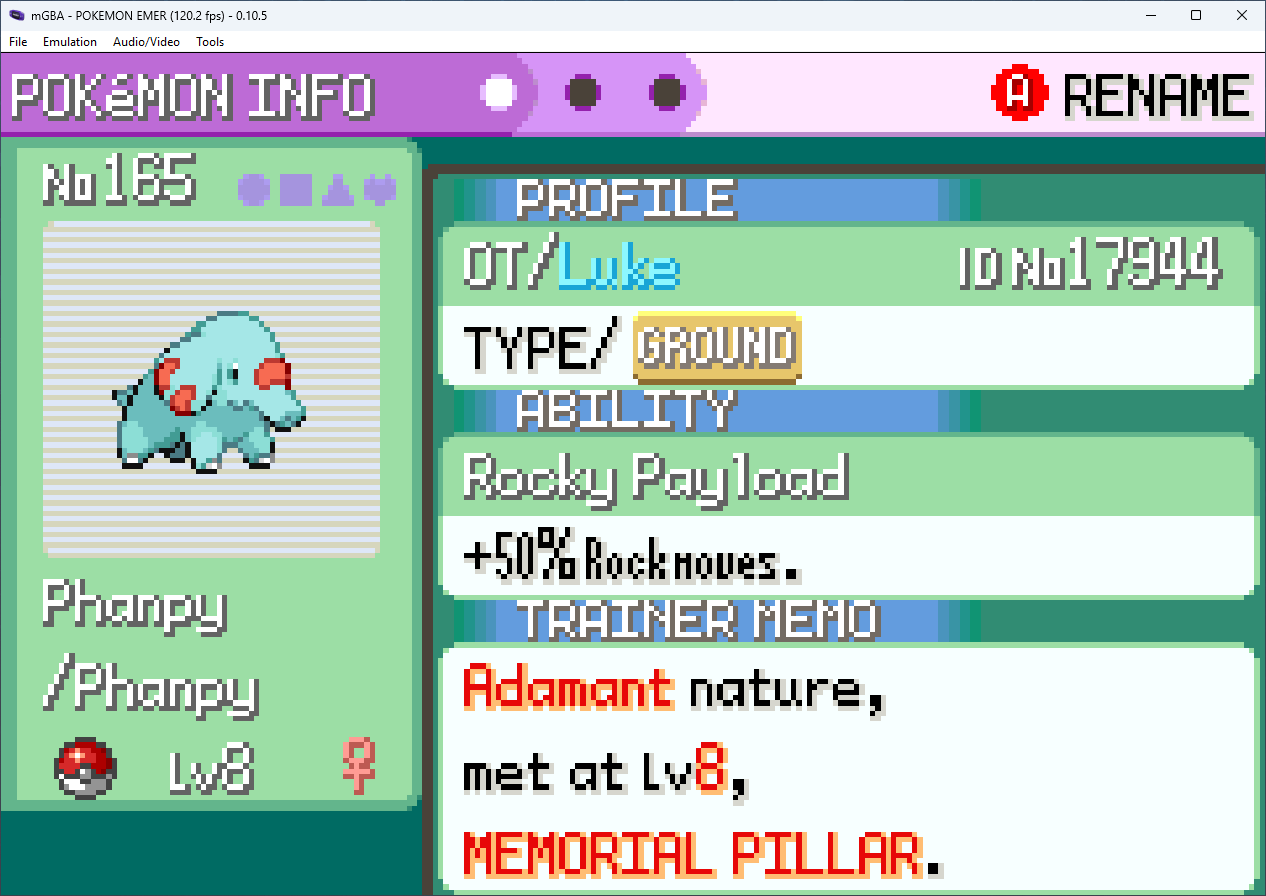 mGBA - POKEMON EMER (120.2 fps) - 0.10.5
File Emulation Audio/Video Tools
POKéMON INFO
A RENAME
No165
PROFILE
OT/Luke IDNo17944
TYPE/ GROUND
ABILITY
Rocky Payload
+50% Rock moves.
Phanpy
/Phanpy
Lv8 ♀
TRAINER MEMO
Adamant nature,
met at Lv8,
MEMORIAL PILLAR.